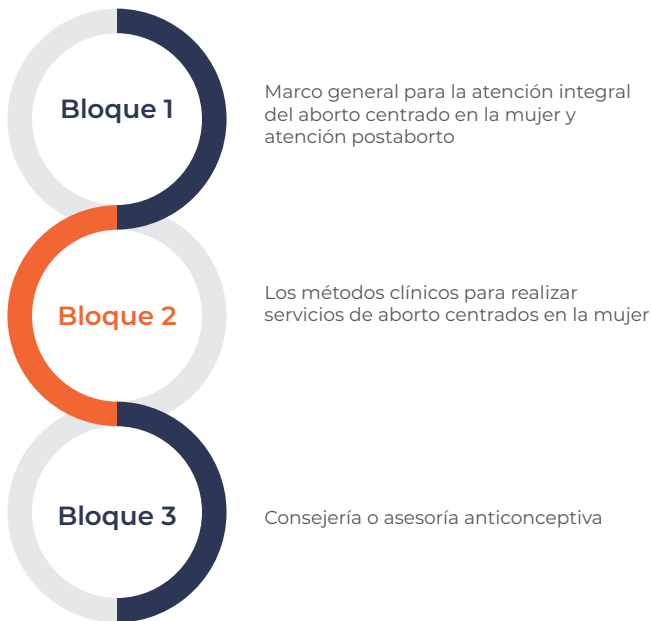 Bloque 1
Marco general para la atención integral
del aborto centrado en la mujer y
atención postaborto
Bloque 2
Los métodos clínicos para realizar
servicios de aborto centrados en la mujer
Bloque 3
Consejería o asesoría anticonceptiva